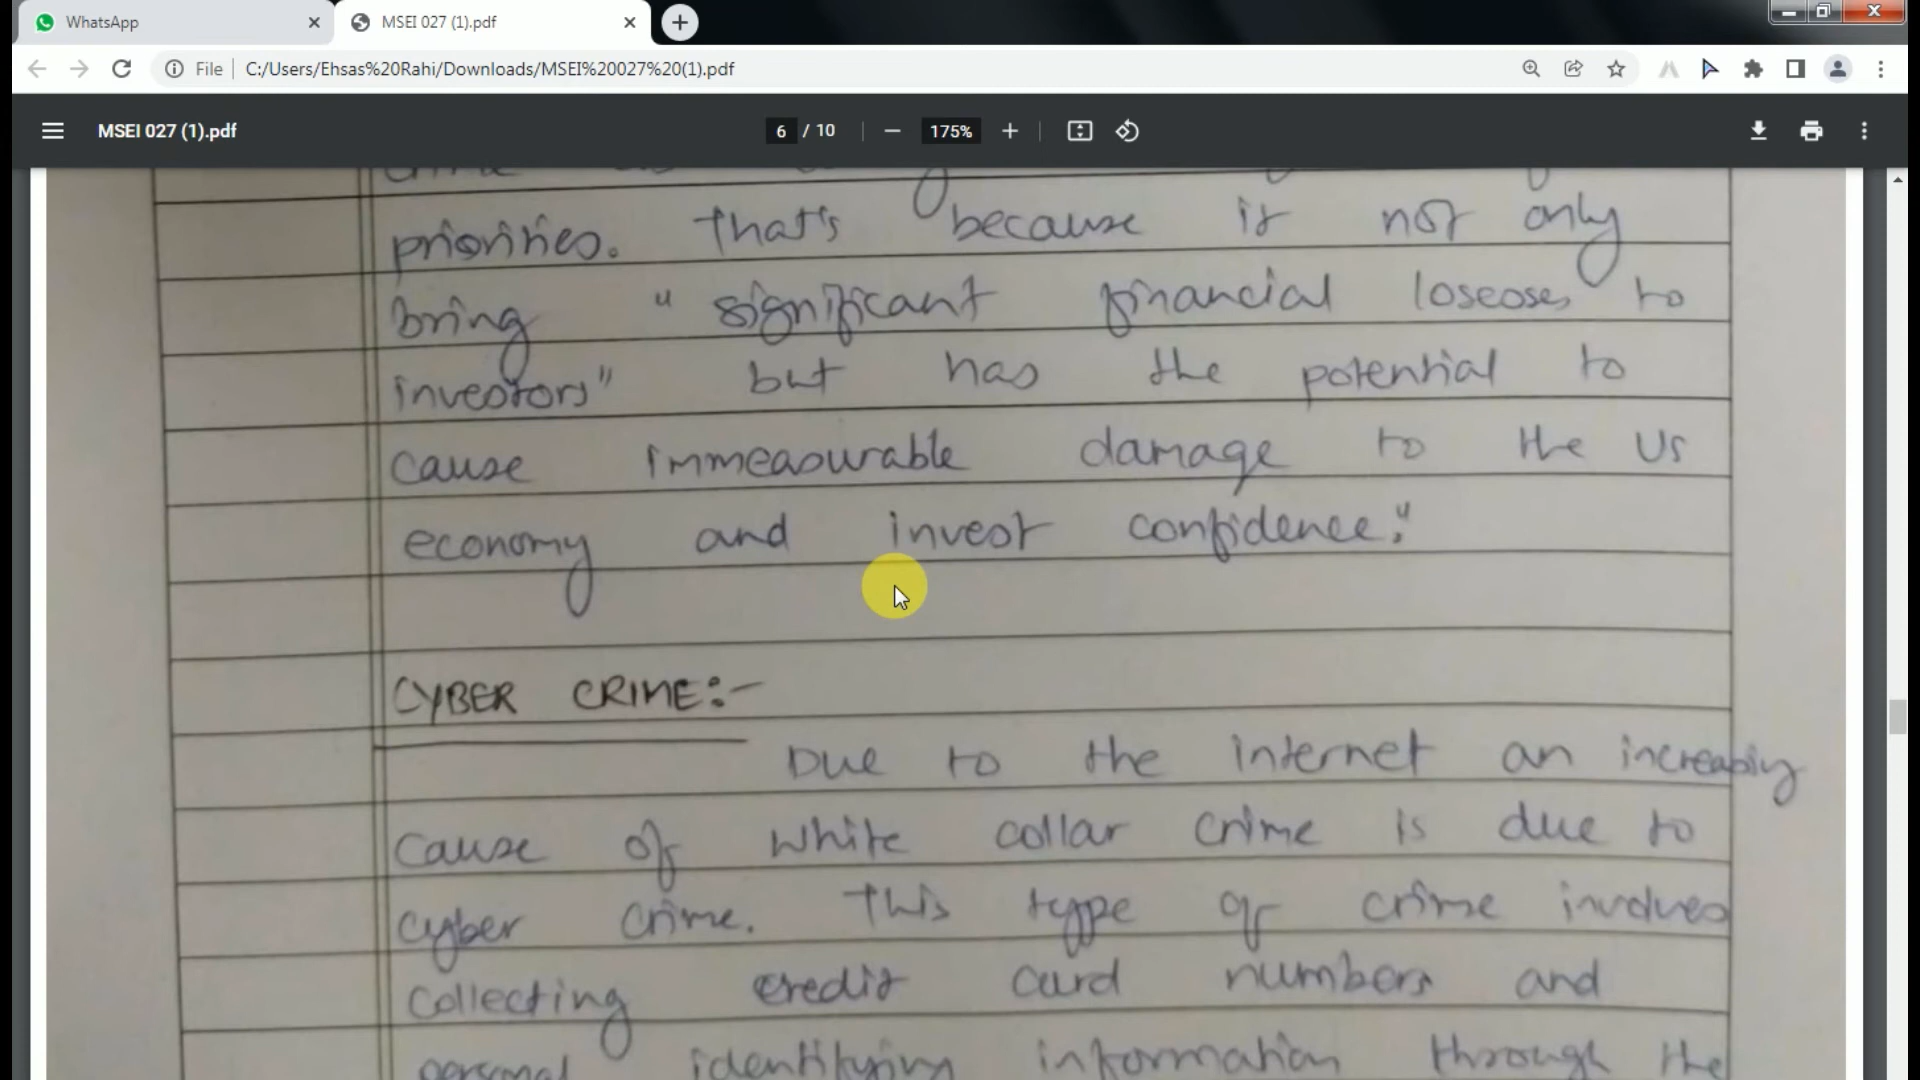 WhatsApp
MSEI 027 (1).pdf
File
C:/Users/Ehsas%20Rahi/Downloads/MSEI%20027%20(1).pdf
MSEI 027 (1).pdf
6 / 10
175%
priorities. That's because it not only
bring " significant financial loseoses to
investors" but has the potential to
cause immeasurable damage to the US
economy and invest confidence."
CYBER CRIME:-
Due to the internet an
cause of white collar crime is due to
cyber crime. This type of crime involves
collecting credit card numbers and
personal identifying information through the